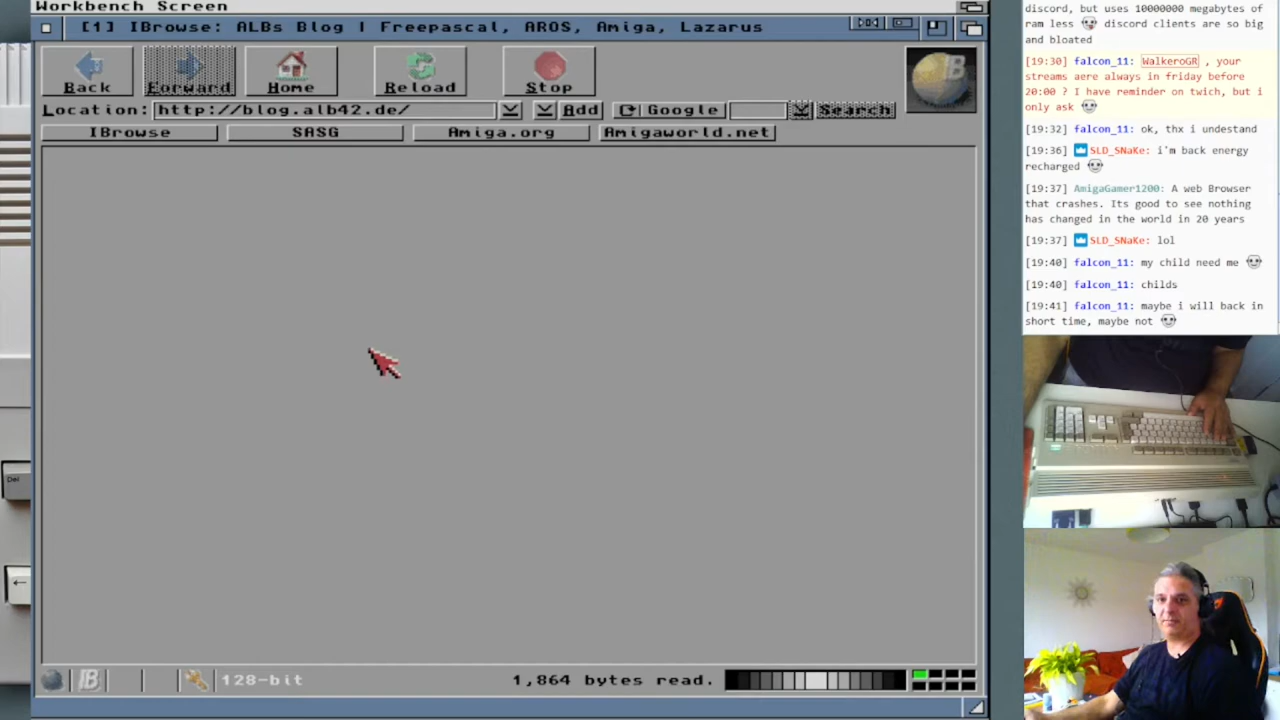 Workbench Screen
[1] IBrowse: ALBs Blog | Freepascal, AROS, Amiga, Lazarus
Back
Forward
Home
Reload
Stop
Location: http://blog.alb42.de/
Add
Google
Search
IBrowse
SASG
Amiga.org
Amigaworld.net
128-bit
1,864 bytes read.
discord, but uses 10000000 megabytes of
ram less discord clients are so big
and bloated
[19:30] falcon_11: WalkeroGR , your
streams aere always in friday before
20:00 ? I have reminder on twich, but i
only ask
[19:32] falcon_11: ok, thx i undestand
[19:36] SLD_SNaKe: i'm back energy
recharged
[19:37] AmigaGamer1200: A web Browser
that crashes. Its good to see nothing
has changed in the world in 20 years
[19:37] SLD_SNaKe: lol
[19:40] falcon_11: my child need me
[19:40] falcon_11: childs
[19:41] falcon_11: maybe i will back in
short time, maybe not
Del